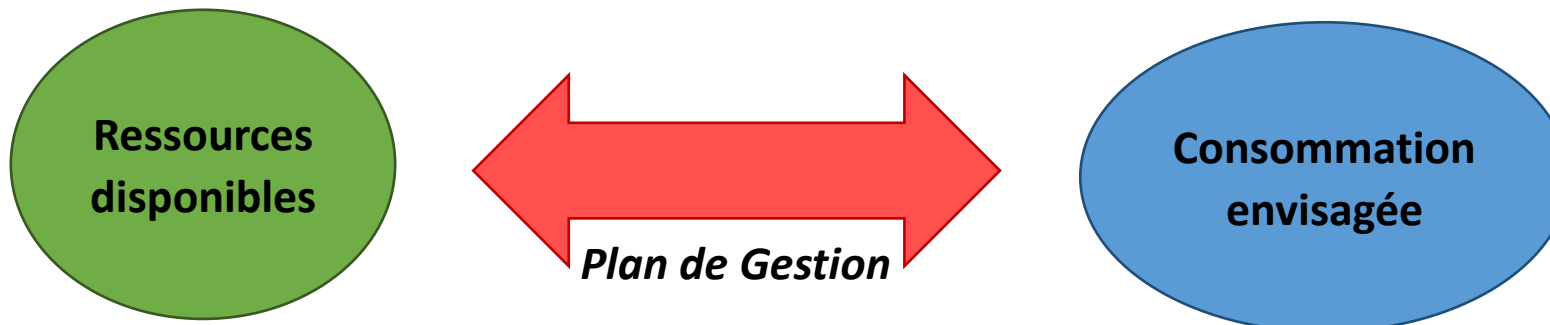 Ressources
disponibles
Plan de Gestion
Consommation
envisagée